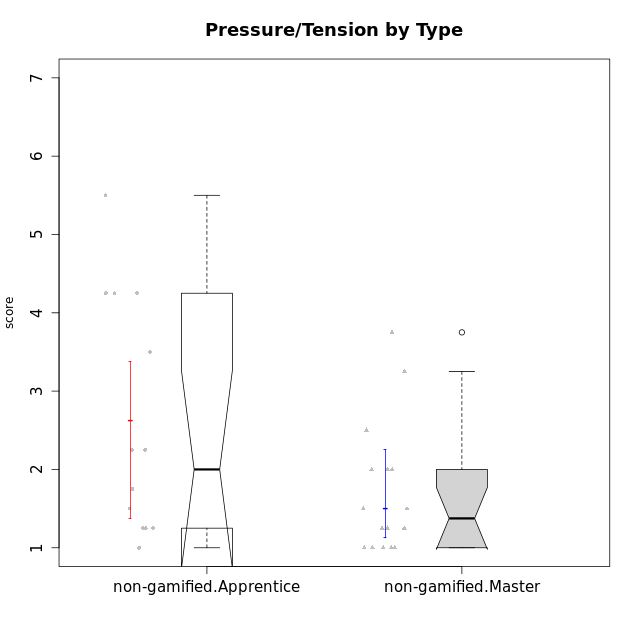 Pressure/Tension by Type
7
6
5
4
3
2
1
score
non-gamified.Apprentice
non-gamified.Master